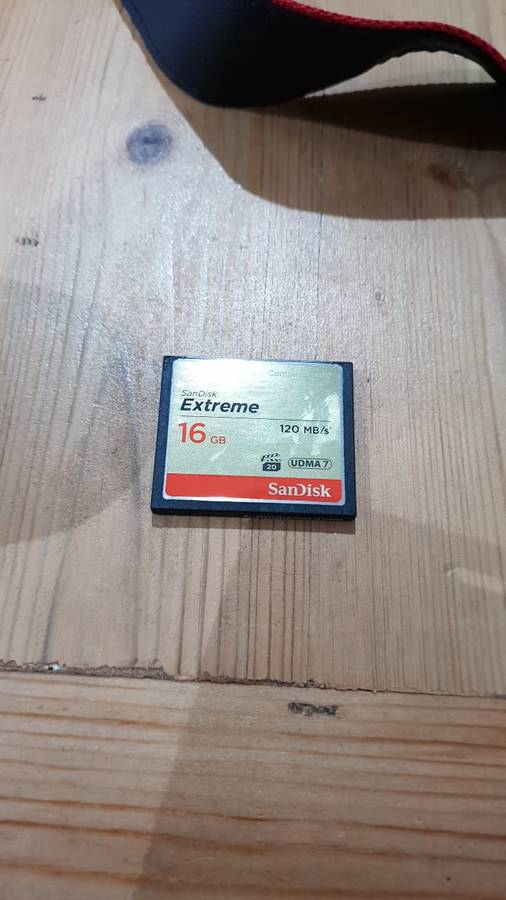 SanDisk
Extreme
16 GB
120 MB/s*
20
UDMA 7
SanDisk